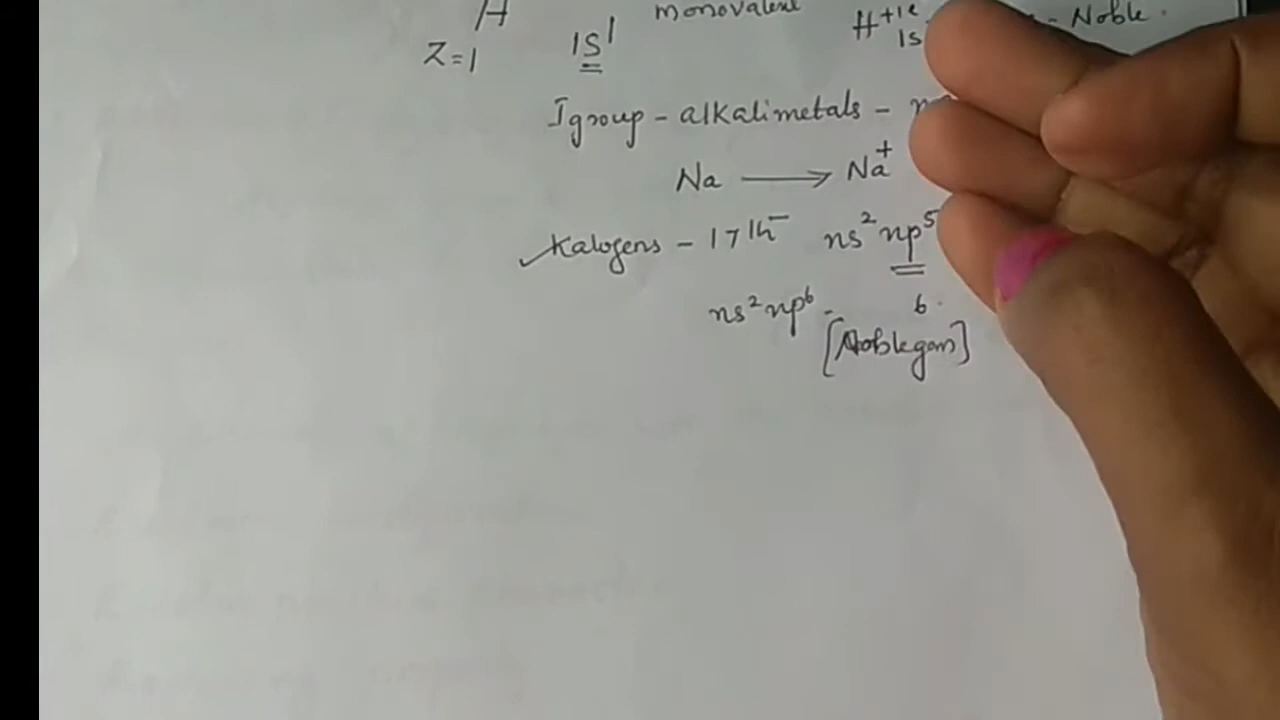 H monovalent H+1e - Noble.
Z=1 1S¹ 1s
I group - alkalimetals -
Na ⟶ Na⁺
✓Halogens - 17th ns² np⁵
ns² np⁶ - 6.
[Noble gas]